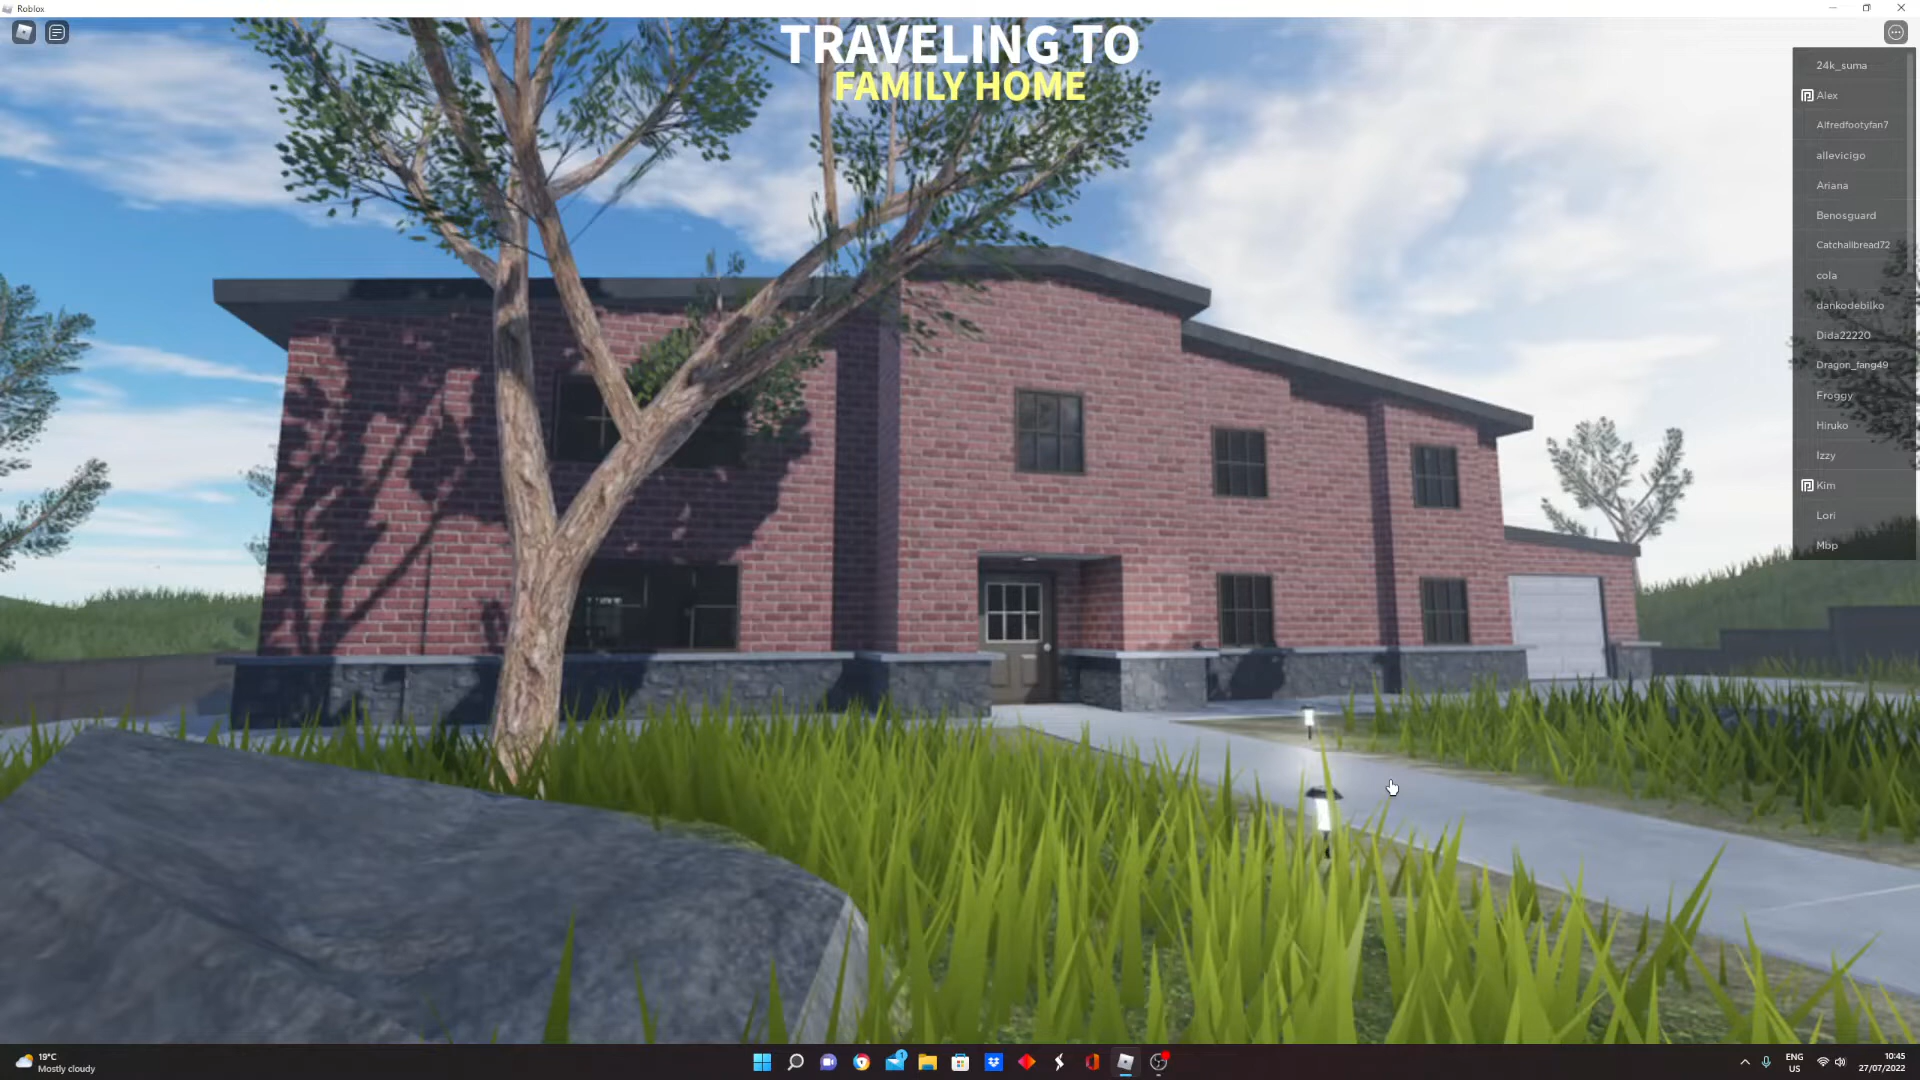 Roblox
TRAVELING TO
FAMILY HOME
24k_suma
Alex
Alfredfootyfan7
allevicigo
Ariana
Benosguard
Catchallbread72
cola
dankodebilko
Dida22220
Dragon_fang49
Froggy
Hiruko
Izzy
Kim
Lori
Mbp
19°C
Mostly cloudy
1
ENG
US
10:45
27/07/2022